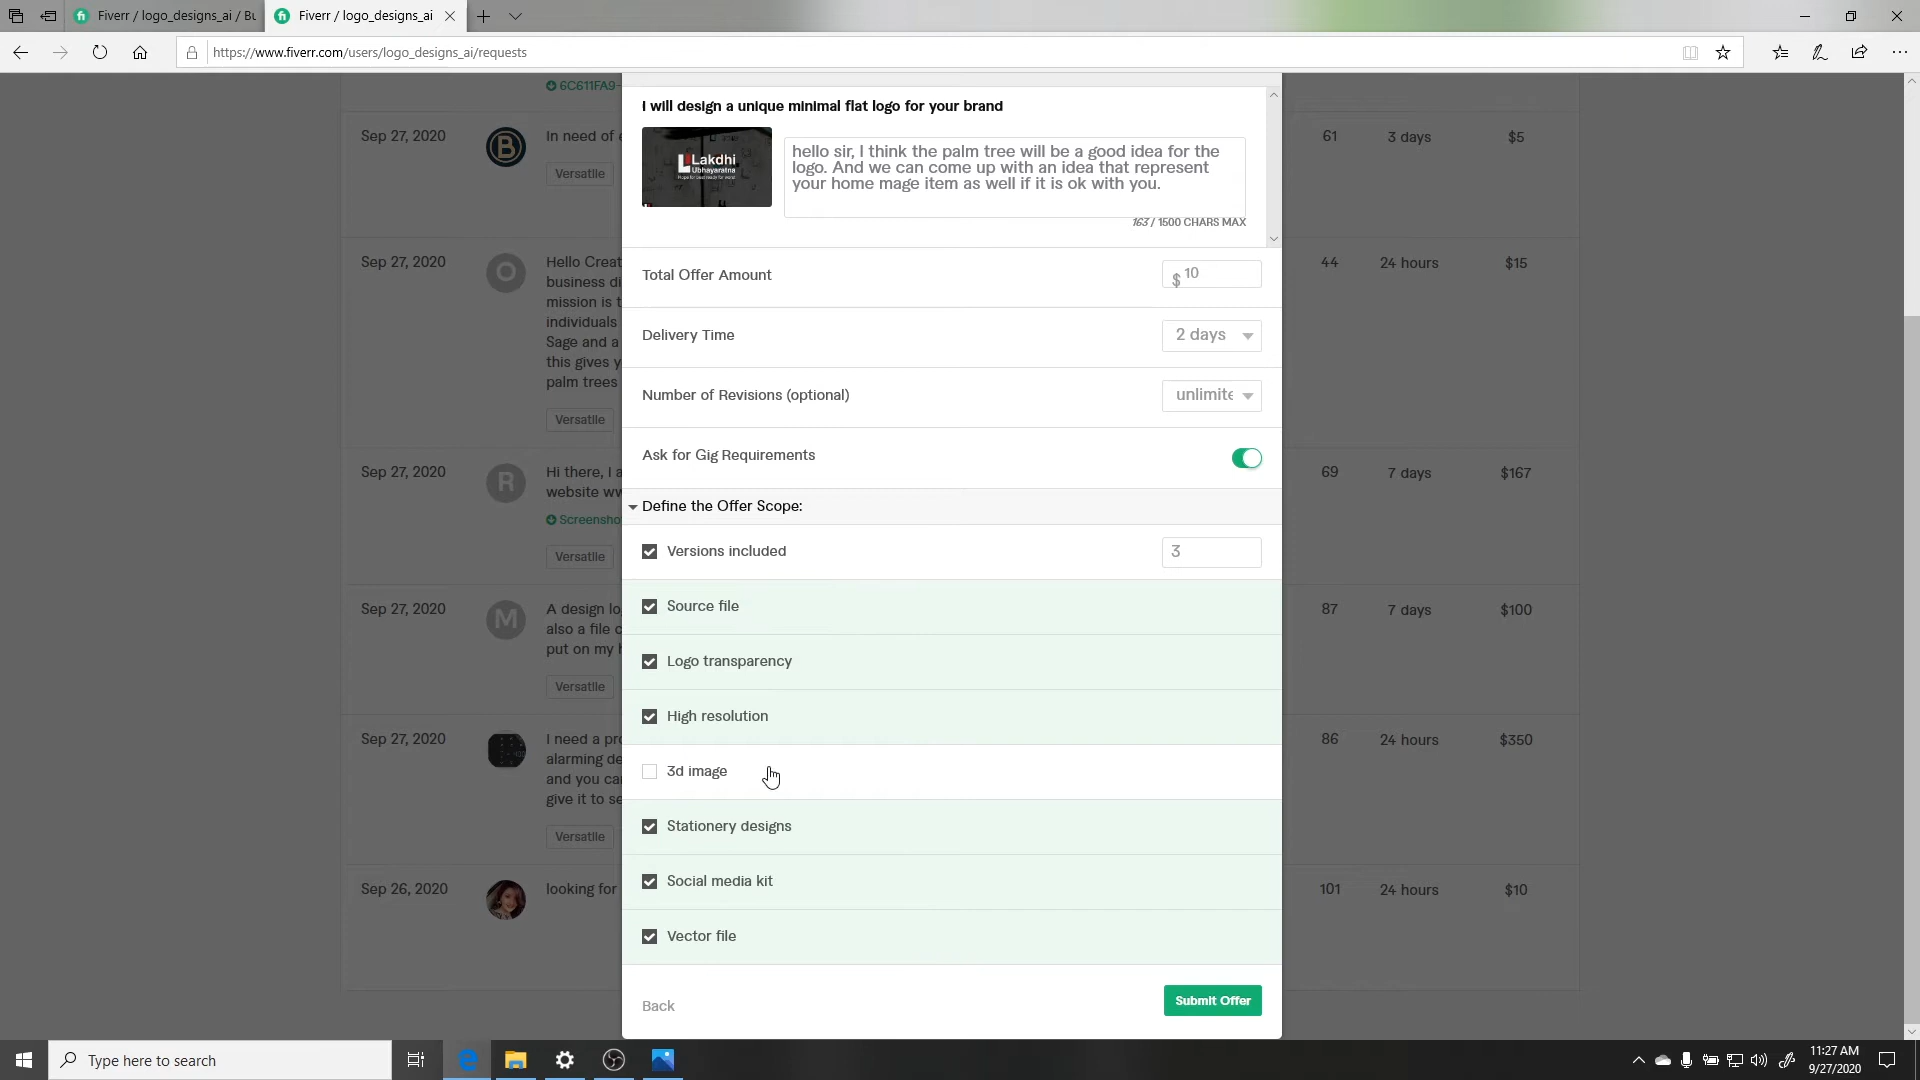 Fiverr / logo_designs_ai / Bu
Fiverr / logo_designs_ai
https://www.fiverr.com/users/logo_designs_ai/requests
6C611FA9-
Sep 27, 2020
B
In need of e
Versatile
61
3 days
$5
Sep 27, 2020
O
Hello Creat
business di
mission is t
individuals
Sage and a
this gives y
palm trees
Versatile
44
24 hours
$15
Sep 27, 2020
R
Hi there, I a
website ww
Screensho
Versatile
69
7 days
$167
Sep 27, 2020
M
A design lo
also a file c
put on my h
Versatile
87
7 days
$100
Sep 27, 2020
I need a pro
alarming de
and you ca
give it to se
Versatile
86
24 hours
$350
Sep 26, 2020
looking for
101
24 hours
$10
I will design a unique minimal flat logo for your brand
Lakdhi
Ubhayaratna
hello sir, I think the palm tree will be a good idea for the
logo. And we can come up with an idea that represent
your home mage item as well if it is ok with you.
163 / 1500 CHARS MAX
Total Offer Amount
$ 10
Delivery Time
2 days
Number of Revisions (optional)
unlimite
Ask for Gig Requirements
Define the Offer Scope:
Versions included
3
Source file
Logo transparency
High resolution
3d image
Stationery designs
Social media kit
Vector file
Back
Submit Offer
Type here to search
11:27 AM
9/27/2020